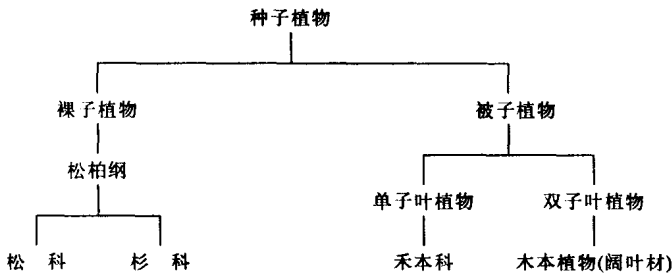 种子植物
裸子植物 被子植物
松柏纲
单子叶植物 双子叶植物
松 科 杉 科 禾本科 木本植物(阔叶材)